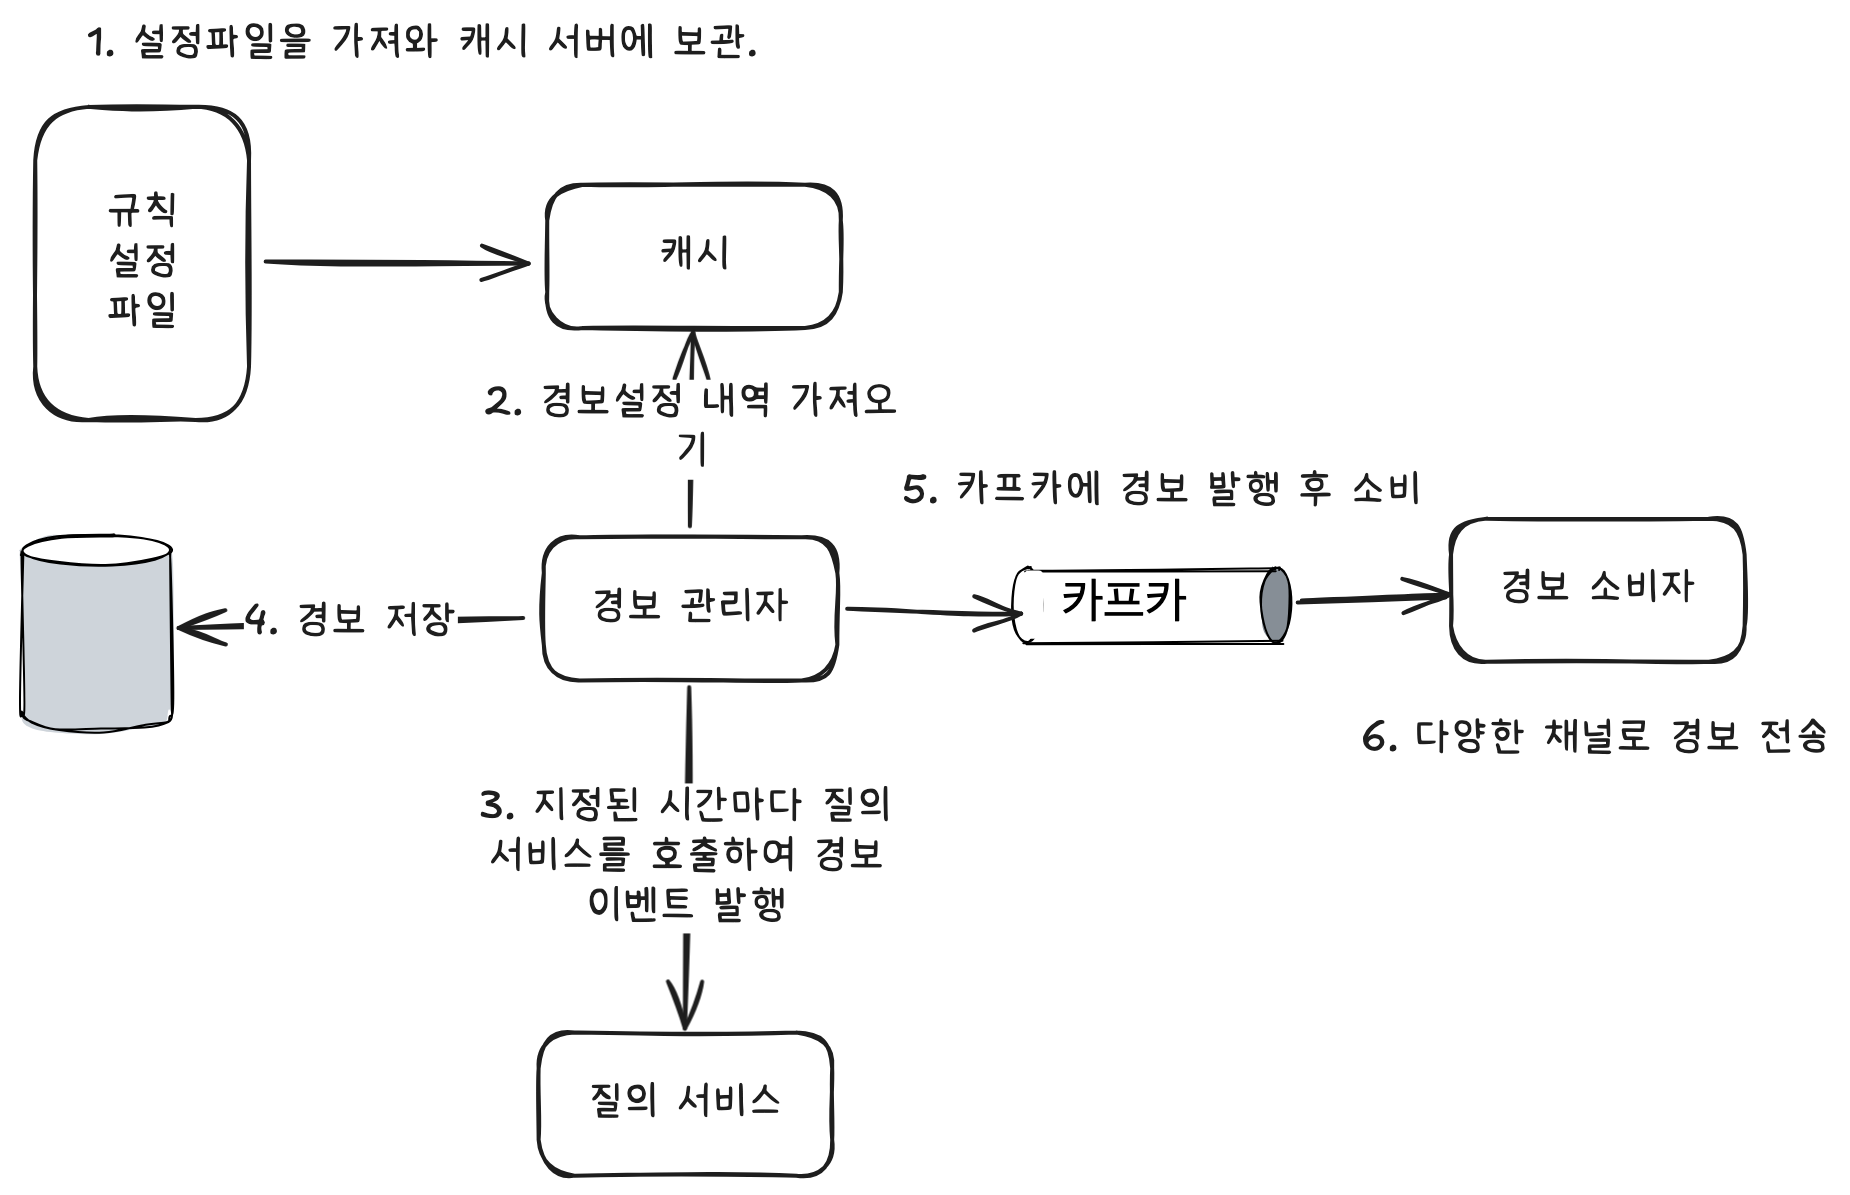 1. 설정파일을 가져와 캐시 서버에 보관.
규칙
설정
파일
캐시
2. 경보설정 내역 가져오
기
5. 카프카에 경보 발행 후 소비
4. 경보 저장
경보 관리자
카프카
경보 소비자
6. 다양한 채널로 경보 전송
3. 지정된 시간마다 질의
서비스를 호출하여 경보
이벤트 발행
질의 서비스